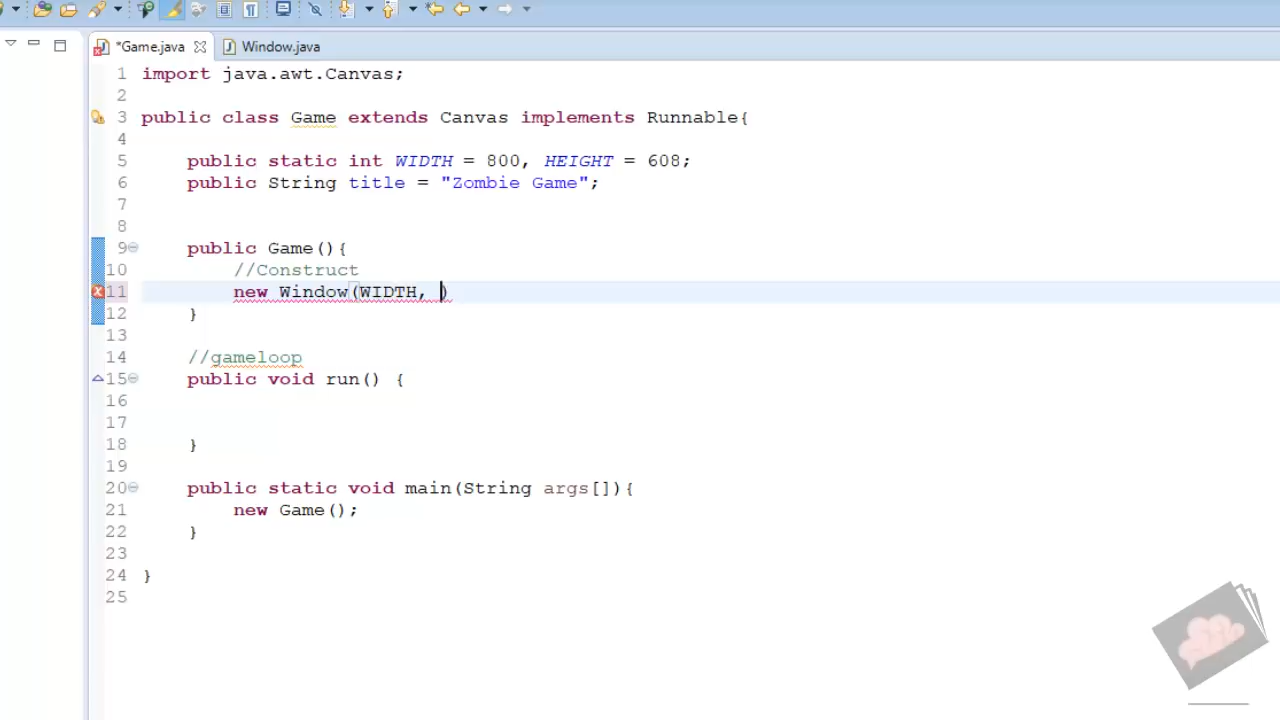 *Game.java Window.java
1 import java.awt.Canvas;
2
3 public class Game extends Canvas implements Runnable{
4
5 public static int WIDTH = 800, HEIGHT = 608;
6 public String title = "Zombie Game";
7
8
9 public Game(){
10 //Construct
11 new Window(WIDTH, )
12 }
13
14 //gameloop
15 public void run() {
16
17
18 }
19
20 public static void main(String args[]){
21 new Game();
22 }
23
24 }
25